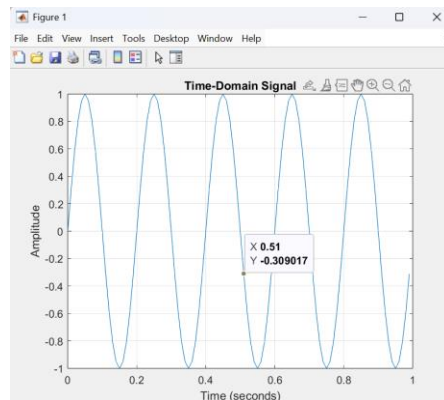 Figure 1
File Edit View Insert Tools Desktop Window Help
Time-Domain Signal
1
0.8
0.6
0.4
0.2
0
-0.2
-0.4
-0.6
-0.8
-1
Amplitude
X 0.51
Y -0.309017
0 0.2 0.4 0.6 0.8 1
Time (seconds)